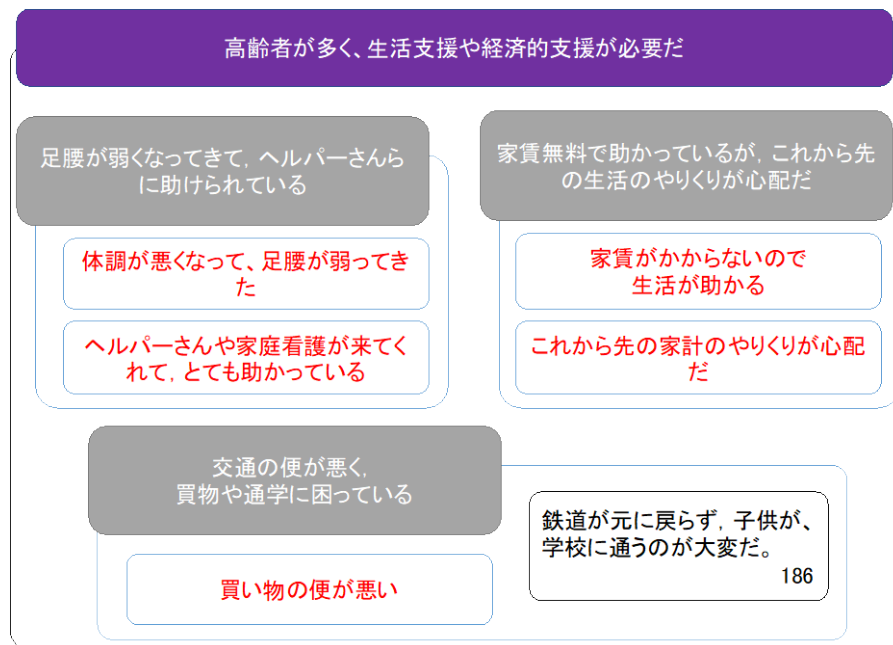 高齢者が多く、生活支援や経済的支援が必要だ
足腰が弱くなってきて，ヘルパーさんら
に助けられている
体調が悪くなって、足腰が弱ってき
た
ヘルパーさんや家庭看護が来てく
れて，とても助かっている
家賃無料で助かっているが，これから先
の生活のやりくりが心配だ
家賃がかからないので
生活が助かる
これから先の家計のやりくりが心配
だ
交通の便が悪く，
買物や通学に困っている
買い物の便が悪い
鉄道が元に戻らず，子供が、
学校に通うのが大変だ。
186